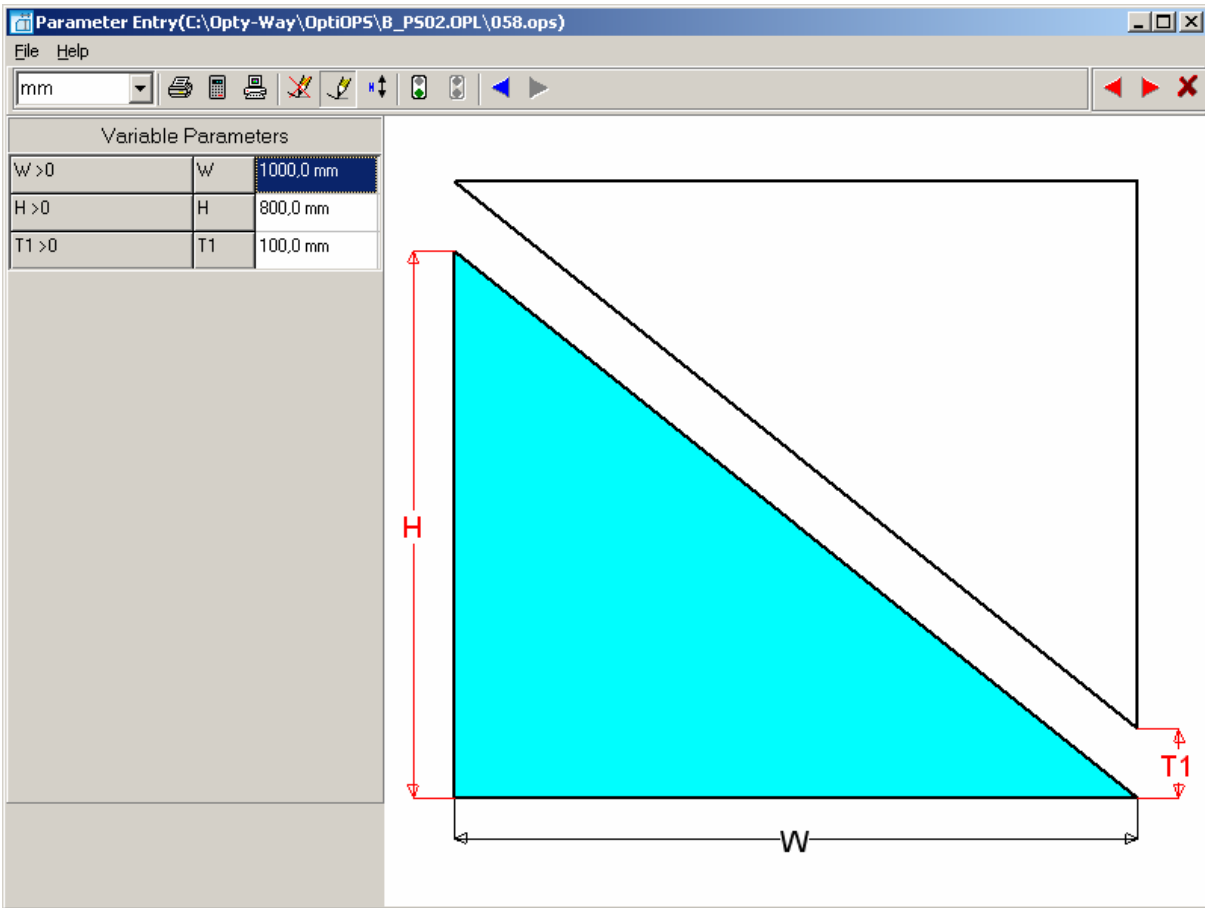 Parameter Entry(C:\Opty-Way\OptiOPS\B_PS02.OPL\058.ops)
File Help
mm
H
Variable Parameters
W >0 W 1000,0 mm
H >0 H 800,0 mm
T1 >0 T1 100,0 mm
H
T1
W